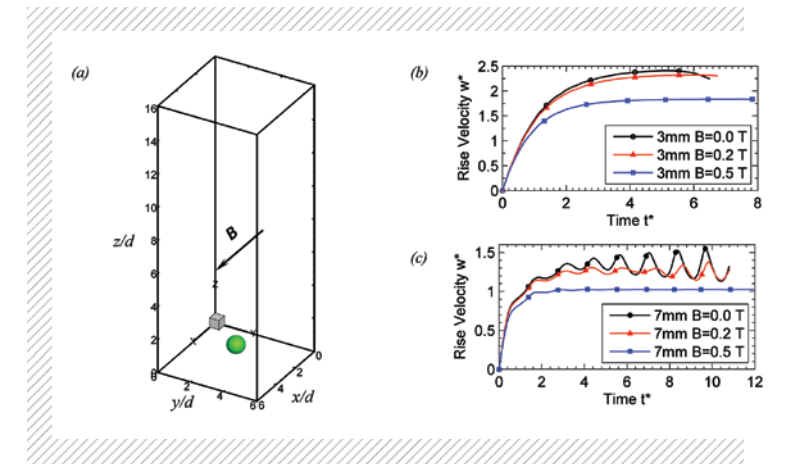 (a)
B
z/d
16
14
12
10
8
6
4
2
0
z
x
Y
2
4
6
6
4
2
0
y/d
x/d
(b)
2.5
2
1.5
1
0.5
0
Rise Velocity w*
3mm B=0.0 T
3mm B=0.2 T
3mm B=0.5 T
0 2 4 6 8
Time t*
(c)
1.5
1
0.5
0
Rise Velocity w*
7mm B=0.0 T
7mm B=0.2 T
7mm B=0.5 T
0 2 4 6 8 10 12
Time t*